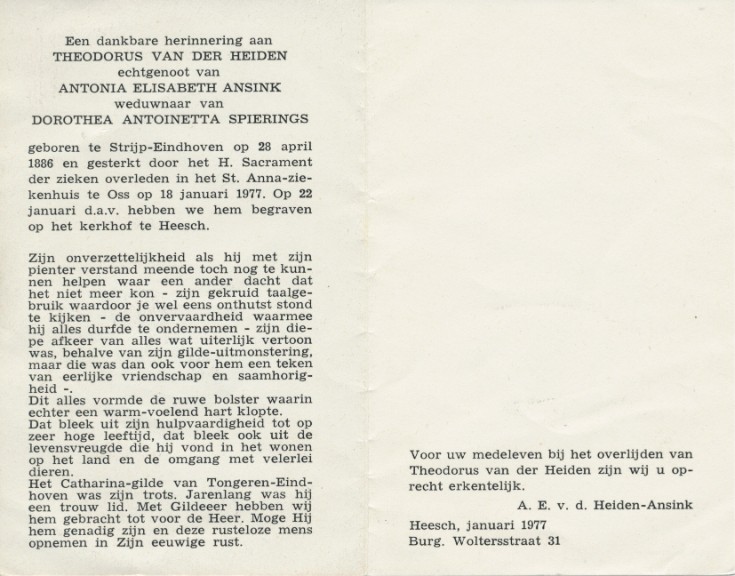 Een dankbare herinnering aan
THEODORUS VAN DER HEIDEN
echtgenoot van
ANTONIA ELISABETH ANSINK
weduwnaar van
DOROTHEA ANTOINETTA SPIERINGS
geboren te Strijp-Eindhoven op 28 april
1886 en gesterkt door het H. Sacrament
der zieken overleden in het St. Anna-zie-
kenhuis te Oss op 18 januari 1977. Op 22
januari d.a.v. hebben we hem begraven
op het kerkhof te Heesch.
Zijn onverzettelijkheid als hij met zijn
pienter verstand meende toch nog te kun-
nen helpen waar een ander dacht dat
het niet meer kon - zijn gekruid taalge-
bruik waardoor je wel eens onthutst stond
te kijken - de onvervaardheid waarmee
hij alles durfde te ondernemen - zijn die-
pe afkeer van alles wat uiterlijk vertoon
was, behalve van zijn gilde-uitmonstering,
maar die was dan ook voor hem een teken
van eerlijke vriendschap en saamhorig-
heid -.
Dit alles vormde de ruwe bolster waarin
echter een warm-voelend hart klopte.
Dat bleek uit zijn hulpvaardigheid tot op
zeer hoge leeftijd, dat bleek ook uit de
levensvreugde die hij vond in het wonen
op het land en de omgang met velerlei
dieren.
Het Catharina-gilde van Tongeren-Eind-
hoven was zijn trots. Jarenlang was hij
een trouw lid. Met Gildeeer hebben wij
hem gebracht tot voor de Heer. Moge Hij
hem genadig zijn en deze rusteloze mens
opnemen in Zijn eeuwige rust.
Voor uw medeleven bij het overlijden van
Theodorus van der Heiden zijn wij u op-
recht erkentelijk.
A. E. v. d. Heiden-Ansink
Heesch, januari 1977
Burg. Woltersstraat 31